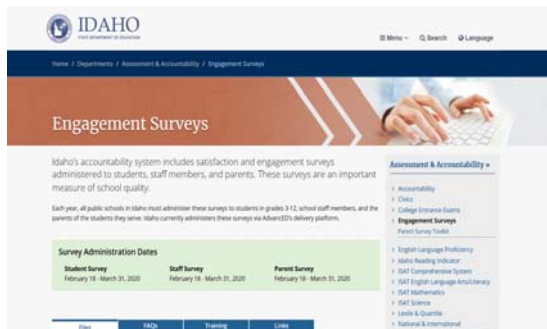 IDAHO
STATE DEPARTMENT OF EDUCATION
Menu
Search
Language
Home / Departments / Assessment & Accountability / Engagement Surveys
Engagement Surveys
Idaho's accountability system includes satisfaction and engagement surveys
administered to students, staff members, and parents. These surveys are an important
measure of school quality.
Each year, all public schools in Idaho must administer these surveys to students in grades 3-12, school staff members, and the
parents of the students they serve. Idaho currently administers these surveys via AdvancED's delivery platform.
Survey Administration Dates
Student Survey
February 18 - March 31, 2020
Staff Survey
February 18 - March 31, 2020
Parent Survey
February 18 - March 31, 2020
Files
FAQs
Training
Links
Assessment & Accountability »
Accountability
Civics
College Entrance Exams
Engagement Surveys
Parent Survey Toolkit
English Language Proficiency
Idaho Reading Indicator
ISAT Comprehensive System
ISAT English Language Arts/Literacy
ISAT Mathematics
ISAT Science
Lexile & Quantile
National & International